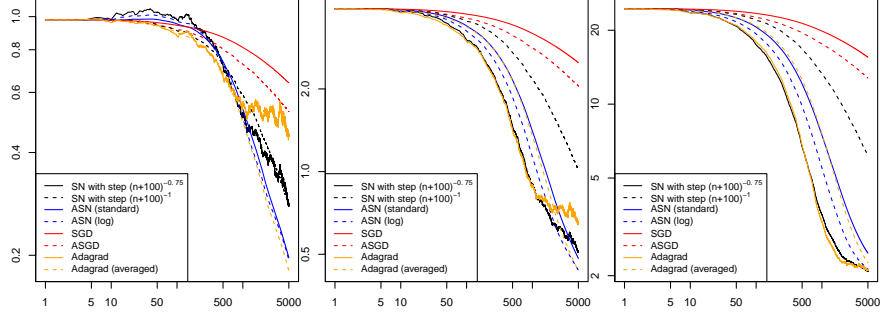 1.0
0.8
0.6
0.4
0.2
SN with step (n+100)^-0.75
SN with step (n+100)^-1
ASN (standard)
ASN (log)
SGD
ASGD
Adagrad
Adagrad (averaged)
1 5 10 50 500 5000
2.0
1.0
0.5
SN with step (n+100)^-0.75
SN with step (n+100)^-1
ASN (standard)
ASN (log)
SGD
ASGD
Adagrad
Adagrad (averaged)
1 5 10 50 500 5000
20
10
5
2
SN with step (n+100)^-0.75
SN with step (n+100)^-1
ASN (standard)
ASN (log)
SGD
ASGD
Adagrad
Adagrad (averaged)
1 5 10 50 500 5000